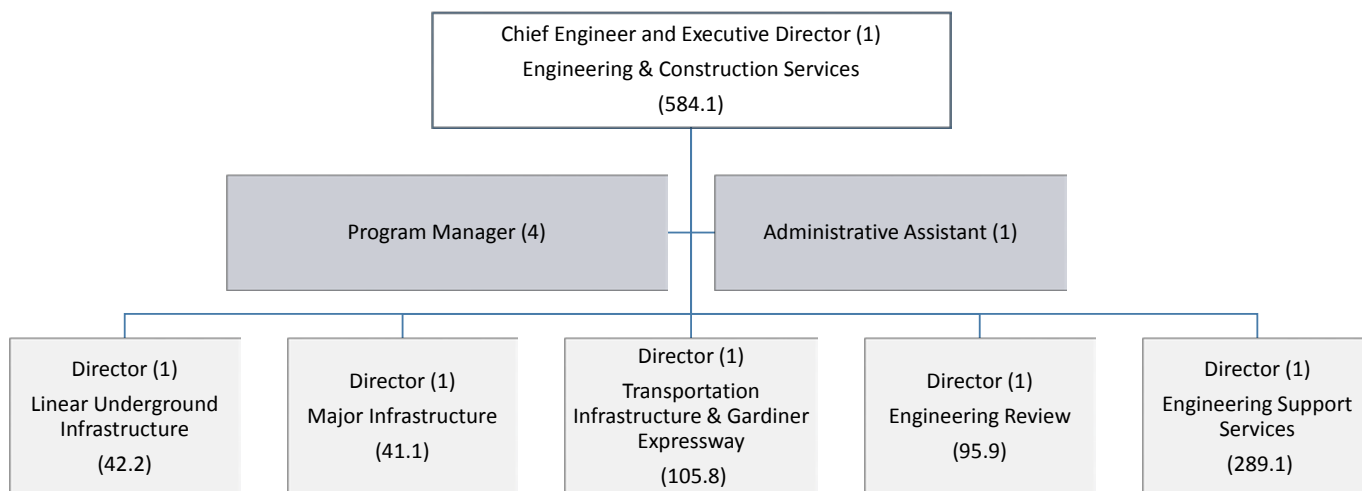 Chief Engineer and Executive Director (1)
Engineering & Construction Services
(584.1)
Program Manager (4)
Administrative Assistant (1)
Director (1)
Linear Underground
Infrastructure
(42.2)
Director (1)
Major Infrastructure
(41.1)
Director (1)
Transportation
Infrastructure & Gardiner
Expressway
(105.8)
Director (1)
Engineering Review
(95.9)
Director (1)
Engineering Support
Services
(289.1)